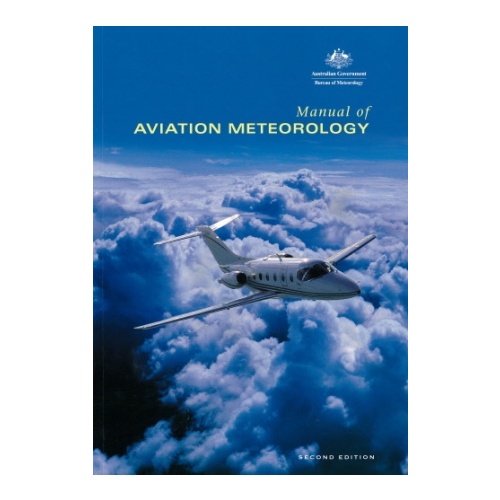 Australian Government
Bureau of Meteorology
Manual of
AVIATION METEOROLOGY
SECOND EDITION